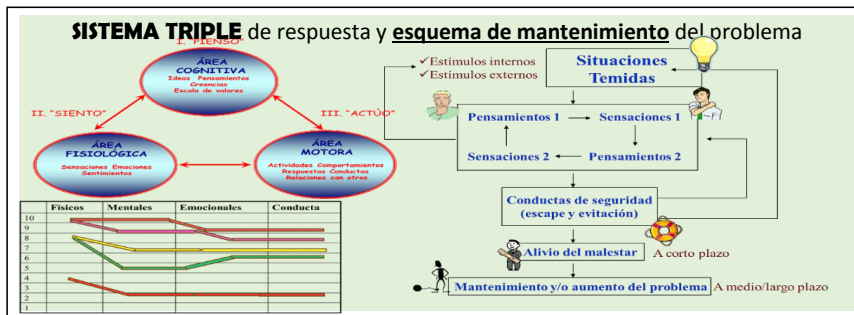 SISTEMA TRIPLE de respuesta y esquema de mantenimiento del problema
I. "PIENSO"
ÁREA
COGNITIVA
Ideas Pensamientos
Creencias
Escala de valores
II. "SIENTO"
III. "ACTÚO"
ÁREA
FISIOLÓGICA
Sensaciones Emociones
Sentimientos
ÁREA
MOTORA
Actividades Comportamientos
Respuestas Conductas
Relaciones con otros
Físicos Mentales Emocionales Conducta
10
9
8
7
6
5
4
3
2
1
✓Estímulos internos
✓Estímulos externos
Situaciones
Temidas
Pensamientos 1
Sensaciones 1
Sensaciones 2
Pensamientos 2
Conductas de seguridad
(escape y evitación)
Alivio del malestar
A corto plazo
Mantenimiento y/o aumento del problema
A medio/largo plazo